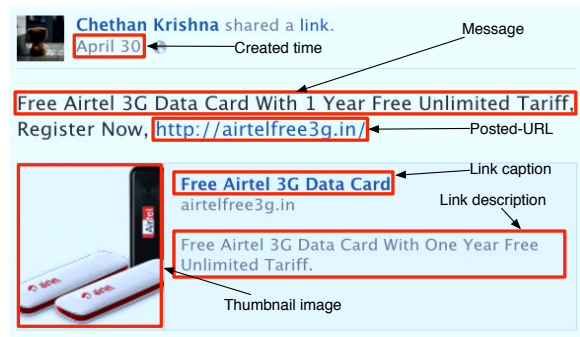 Chethan Krishna shared a link.
April 30
Created time
Message
Free Airtel 3G Data Card With 1 Year Free Unlimited Tariff,
Register Now, http://airtelfree3g.in/
Posted-URL
Link caption
Free Airtel 3G Data Card
airtelfree3g.in
Link description
Free Airtel 3G Data Card With One Year Free
Unlimited Tariff.
Airtel
airtel
airtel
Thumbnail image